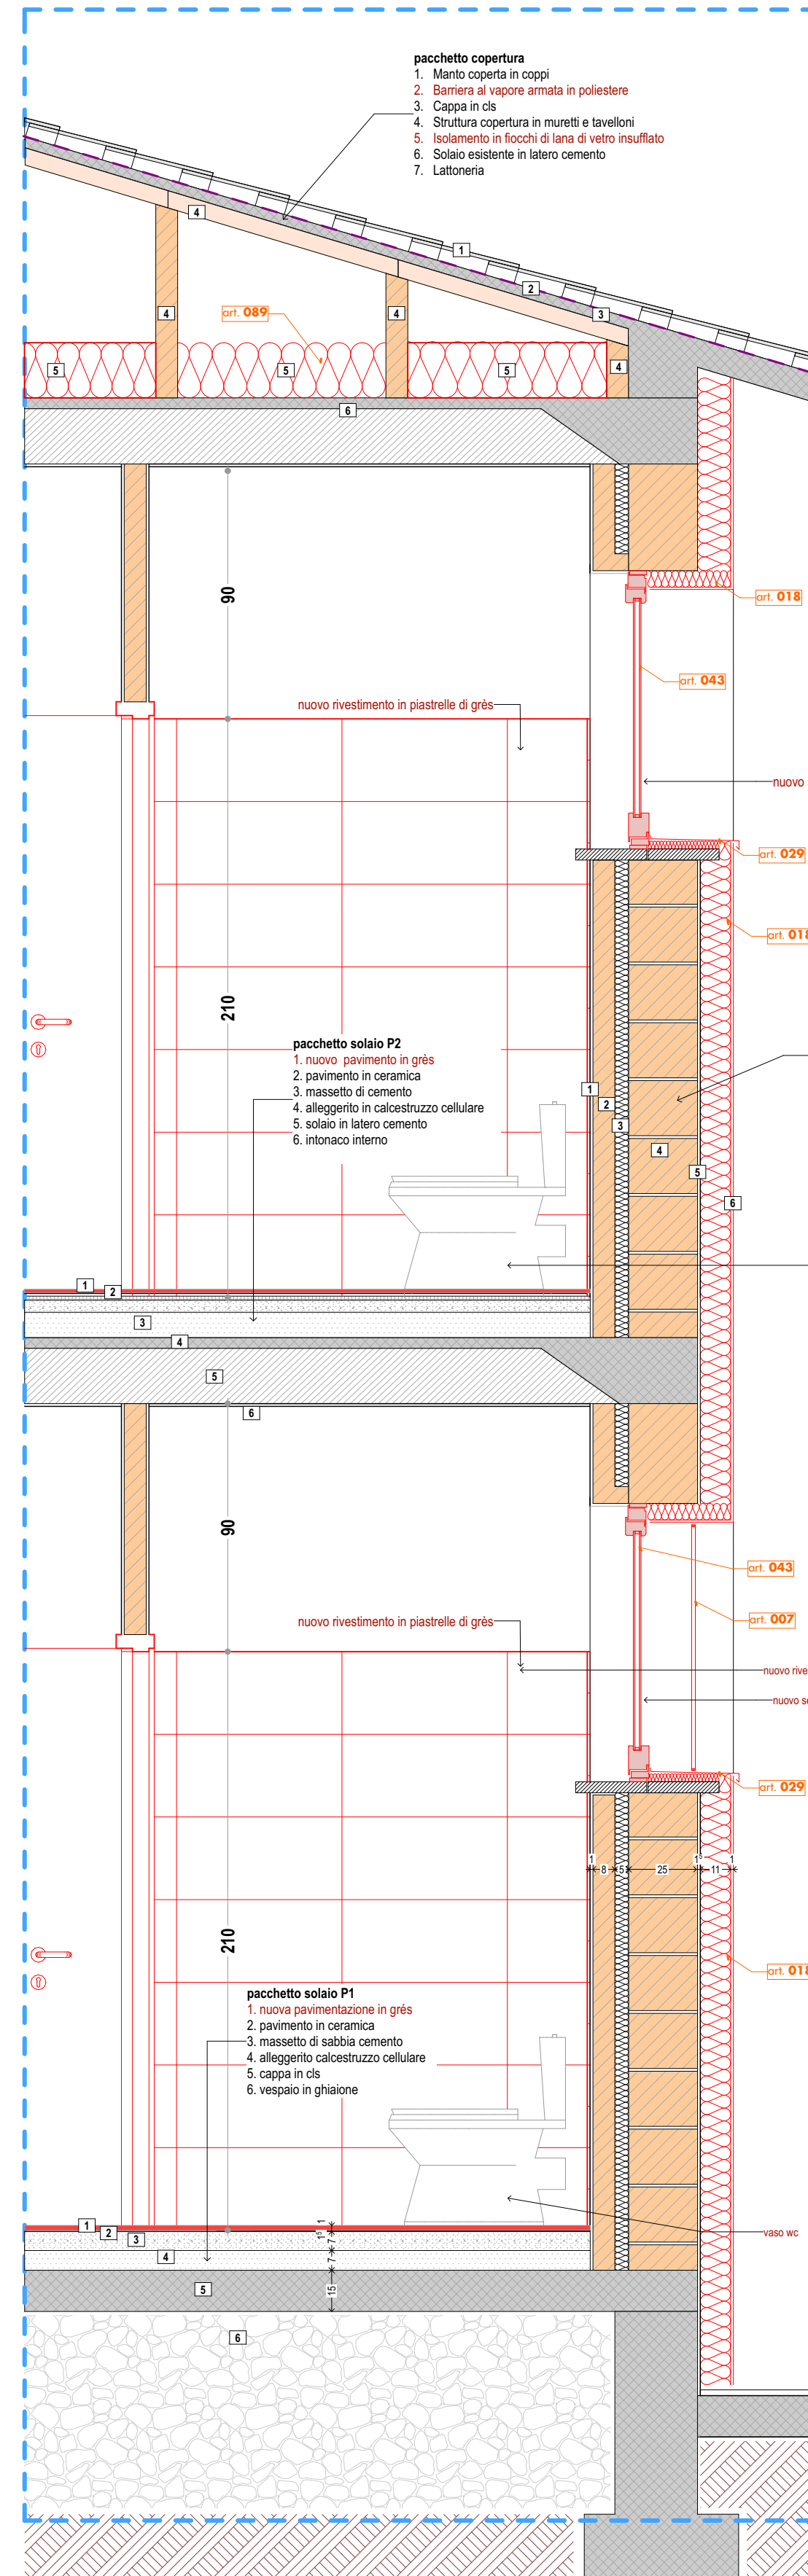 pacchetto copertura
1. Manto coperta in coppi
2. Barriera al vapore armata in poliestere
3. Cappa in cls
4. Struttura copertura in muretti e tavelloni
5. Isolamento in fiocchi di lana di vetro insufflato
6. Solaio esistente in latero cemento
7. Lattoneria
4
1
2
3
4
art. 089
4
4
5
5
5
6
90
art. 018
art. 043
nuovo rivestimento in piastrelle di grès
nuovo
art. 029
art. 018
210
pacchetto solaio P2
1. nuovo pavimento in grès
2. pavimento in ceramica
3. massetto di cemento
4. alleggerito in calcestruzzo cellulare
5. solaio in latero cemento
6. intonaco interno
1
2
3
4
5
6
1
2
3
4
5
6
90
art. 043
art. 007
nuovo rivestimento in piastrelle di grès
nuovo rive
nuovo se
art. 029
1 8 5 25 1⁵ 11 1
210
art. 018
pacchetto solaio P1
1. nuova pavimentazione in grés
2. pavimento in ceramica
3. massetto di sabbia cemento
4. alleggerito calcestruzzo cellulare
5. cappa in cls
6. vespaio in ghiaione
1
2
3
4
5
6
1
1⁵
7
7
15
vaso wc